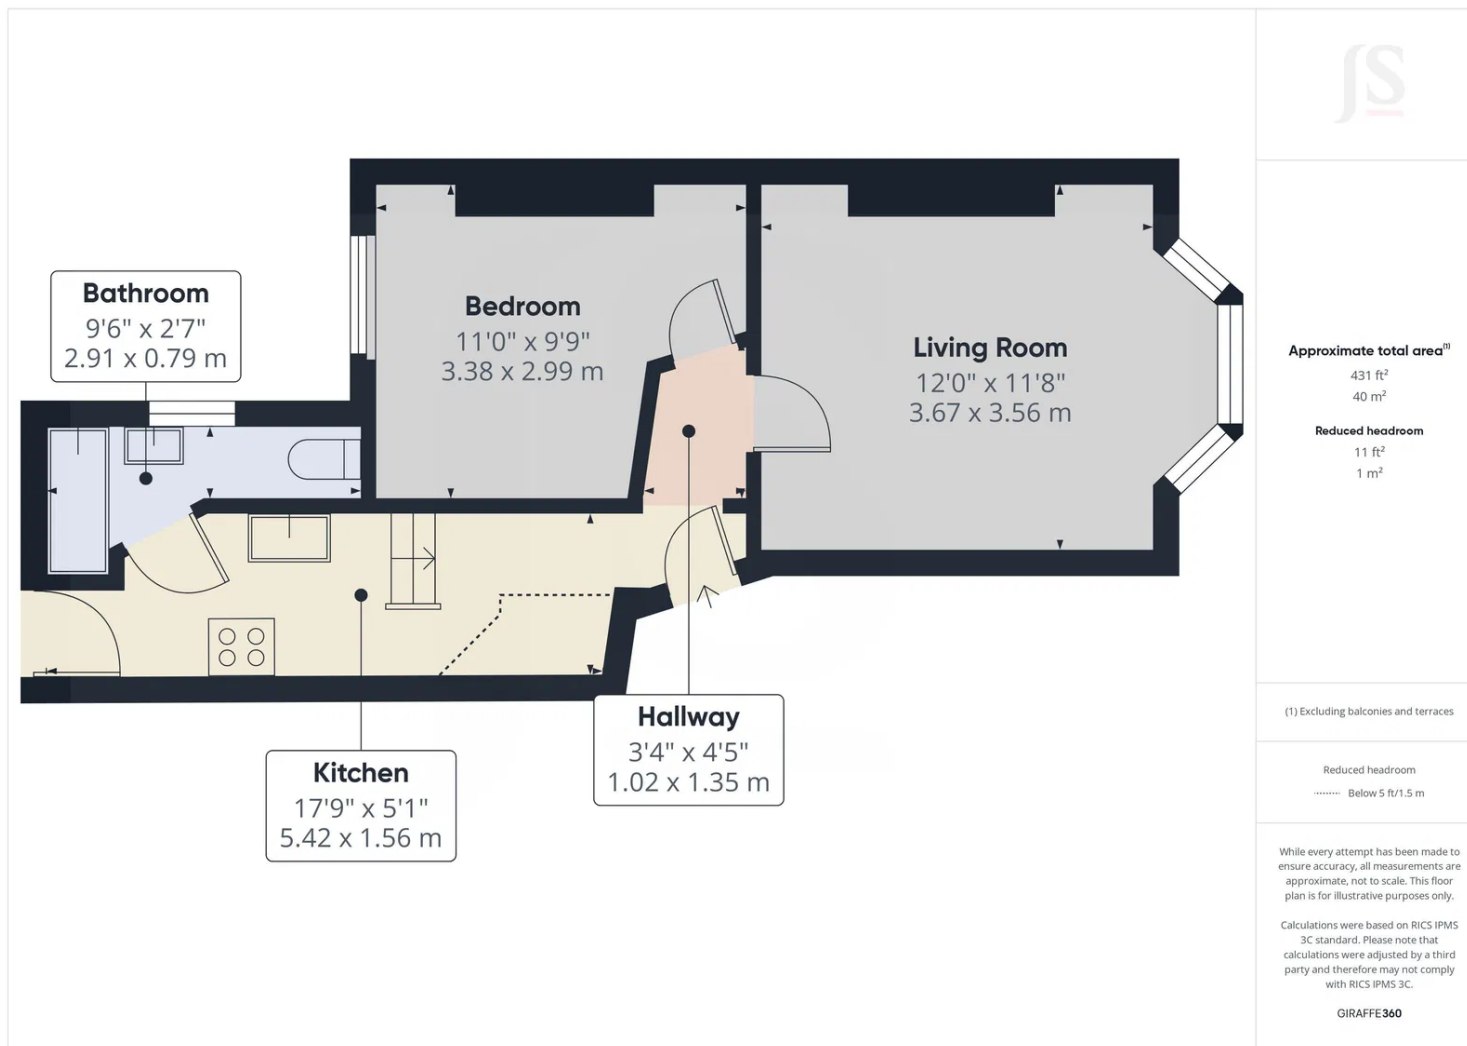 JS
Bathroom
9'6" x 2'7"
2.91 x 0.79 m
Bedroom
11'0" x 9'9"
3.38 x 2.99 m
Living Room
12'0" x 11'8"
3.67 x 3.56 m
Hallway
3'4" x 4'5"
1.02 x 1.35 m
Kitchen
17'9" x 5'1"
5.42 x 1.56 m
Approximate total area(1)
431 ft²
40 m²
Reduced headroom
11 ft²
1 m²
(1) Excluding balconies and terraces
Reduced headroom
Below 5 ft/1.5 m
While every attempt has been made to
ensure accuracy, all measurements are
approximate, not to scale. This floor
plan is for illustrative purposes only.
Calculations were based on RICS IPMS
3C standard. Please note that
calculations were adjusted by a third
party and therefore may not comply
with RICS IPMS 3C.
GIRAFFE360